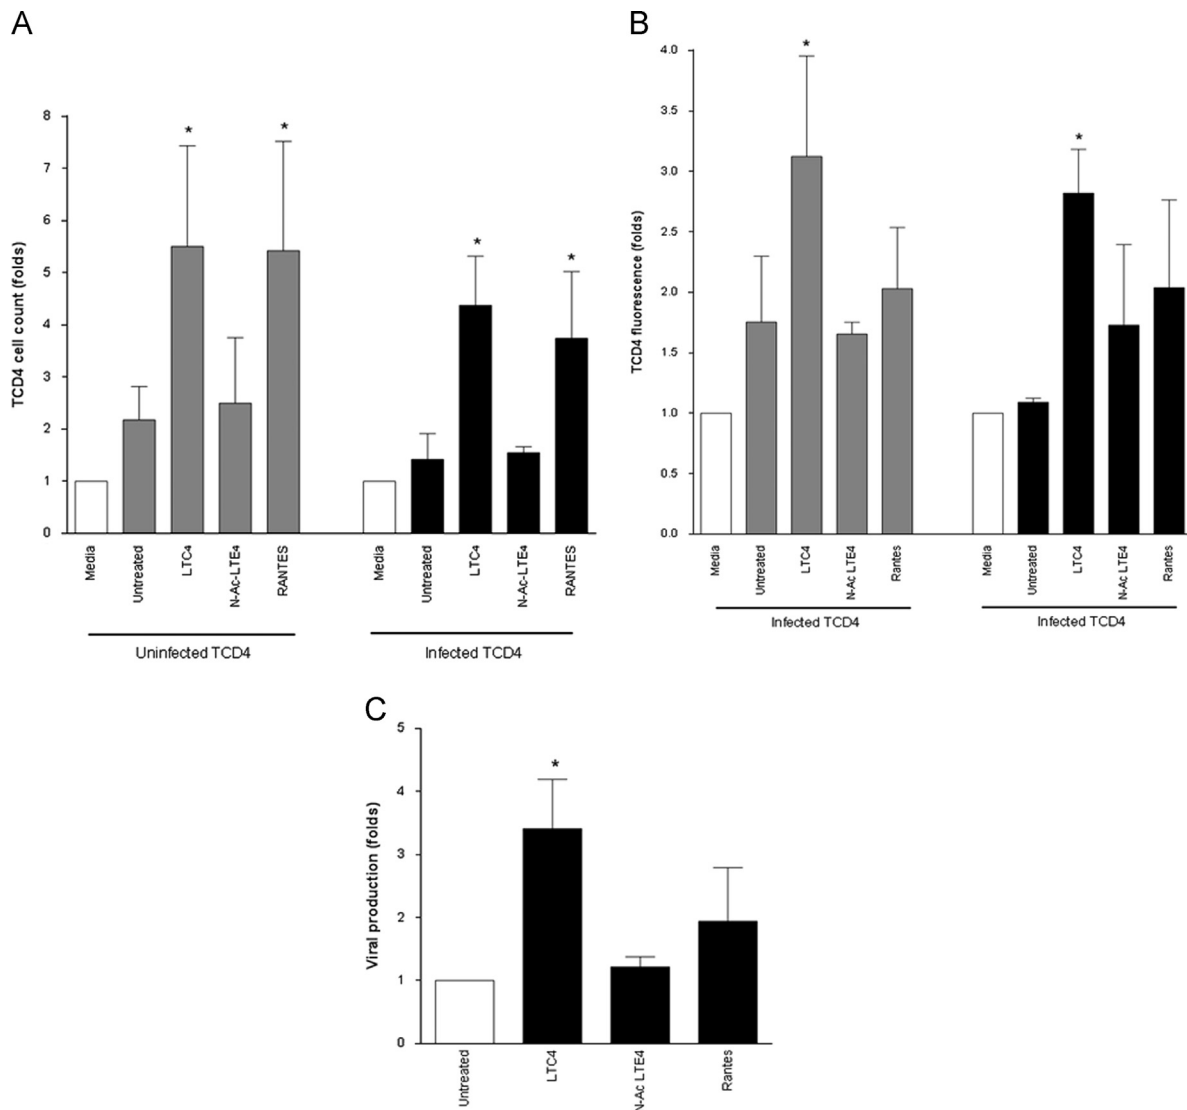 A
TCD4 cell count (folds)
8
7
6
5
4
3
2
1
0
*
*
*
*
Media
Untreated
LTC4
N-Ac-LTE4
RANTES
Media
Untreated
LTC4
N-Ac-LTE4
RANTES
Uninfected TCD4
Infected TCD4
B
TCD4 fluorescence (folds)
4.0
3.5
3.0
2.5
2.0
1.5
1.0
0.5
0.0
*
*
Media
Untreated
LTC4
N-Ac LTE4
Rantes
Media
Untreated
LTC4
N-Ac LTE4
Rantes
Infected TCD4
Infected TCD4
C
Viral production (folds)
5
4
3
2
1
0
*
Untreated
LTC4
N-Ac LTE4
Rantes